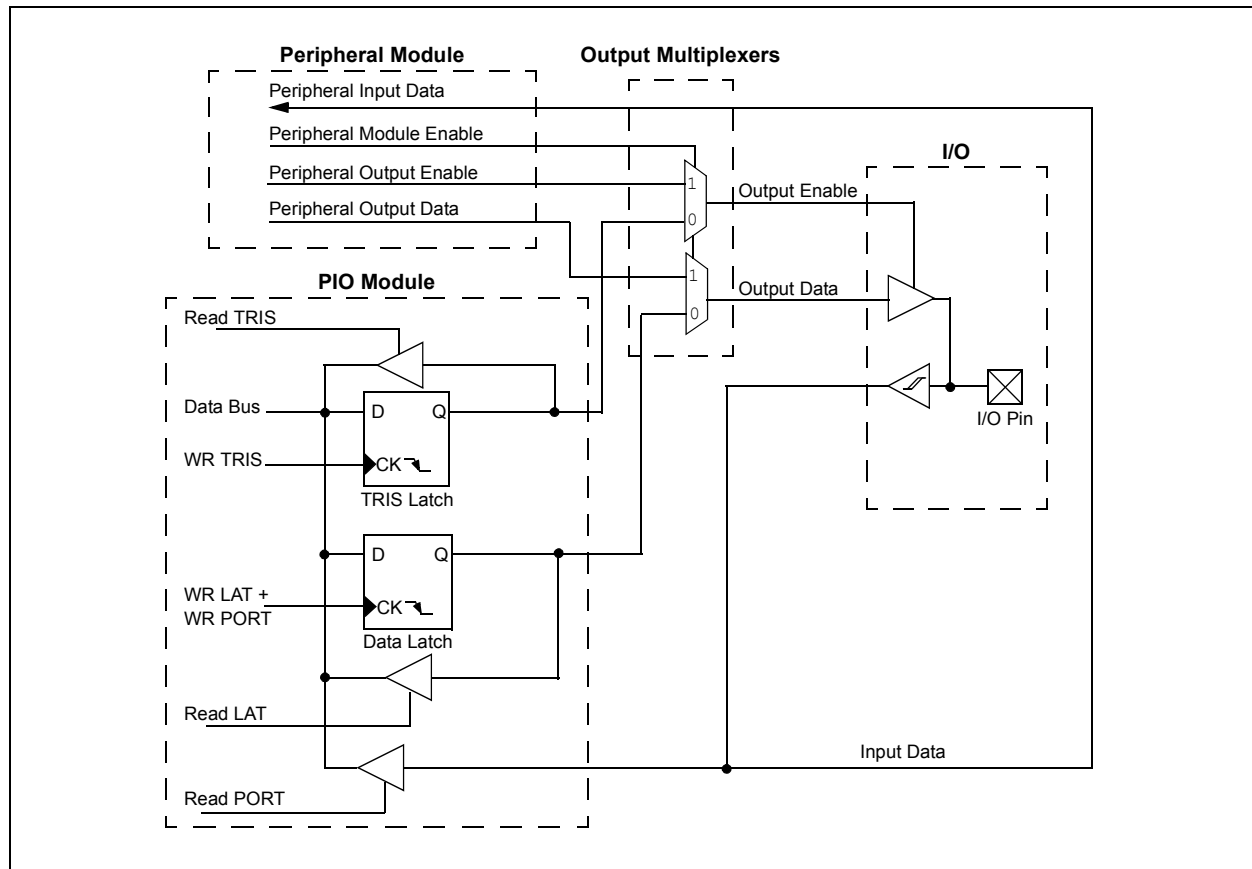 Peripheral Module
Output Multiplexers
Peripheral Input Data
Peripheral Module Enable
Peripheral Output Enable
Peripheral Output Data
1
0
1
0
Output Enable
Output Data
I/O
I/O Pin
PIO Module
Read TRIS
Data Bus
WR TRIS
D Q
CK
TRIS Latch
D Q
WR LAT +
WR PORT
CK
Data Latch
Read LAT
Read PORT
Input Data